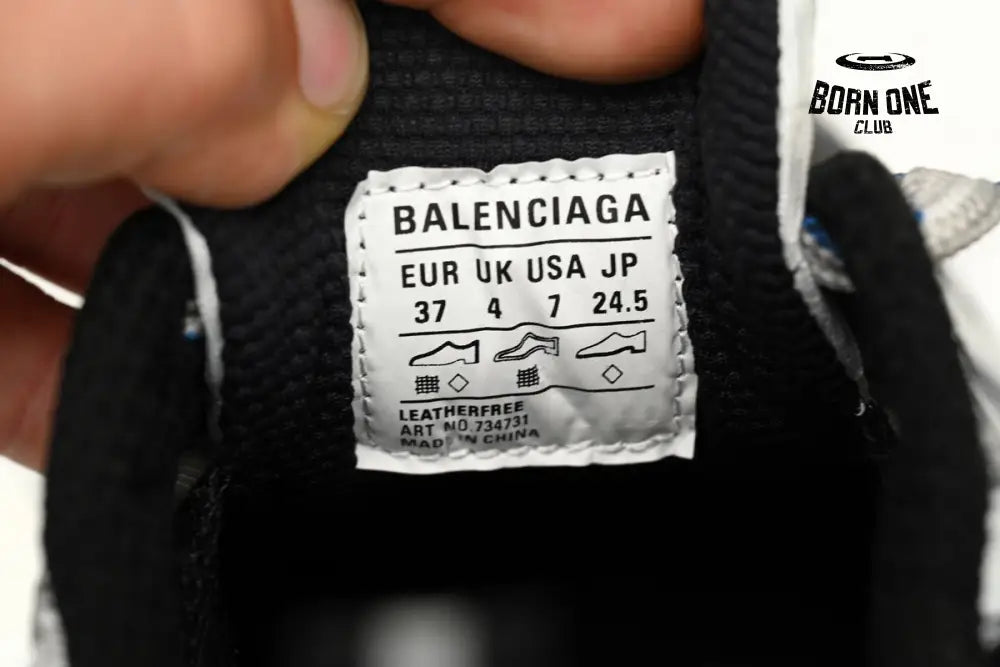 BORN ONE
CLUB
BALENCIAGA
EUR UK USA JP
37 4 7 24.5
LEATHERFREE
ART NO.734731
MADE IN CHINA